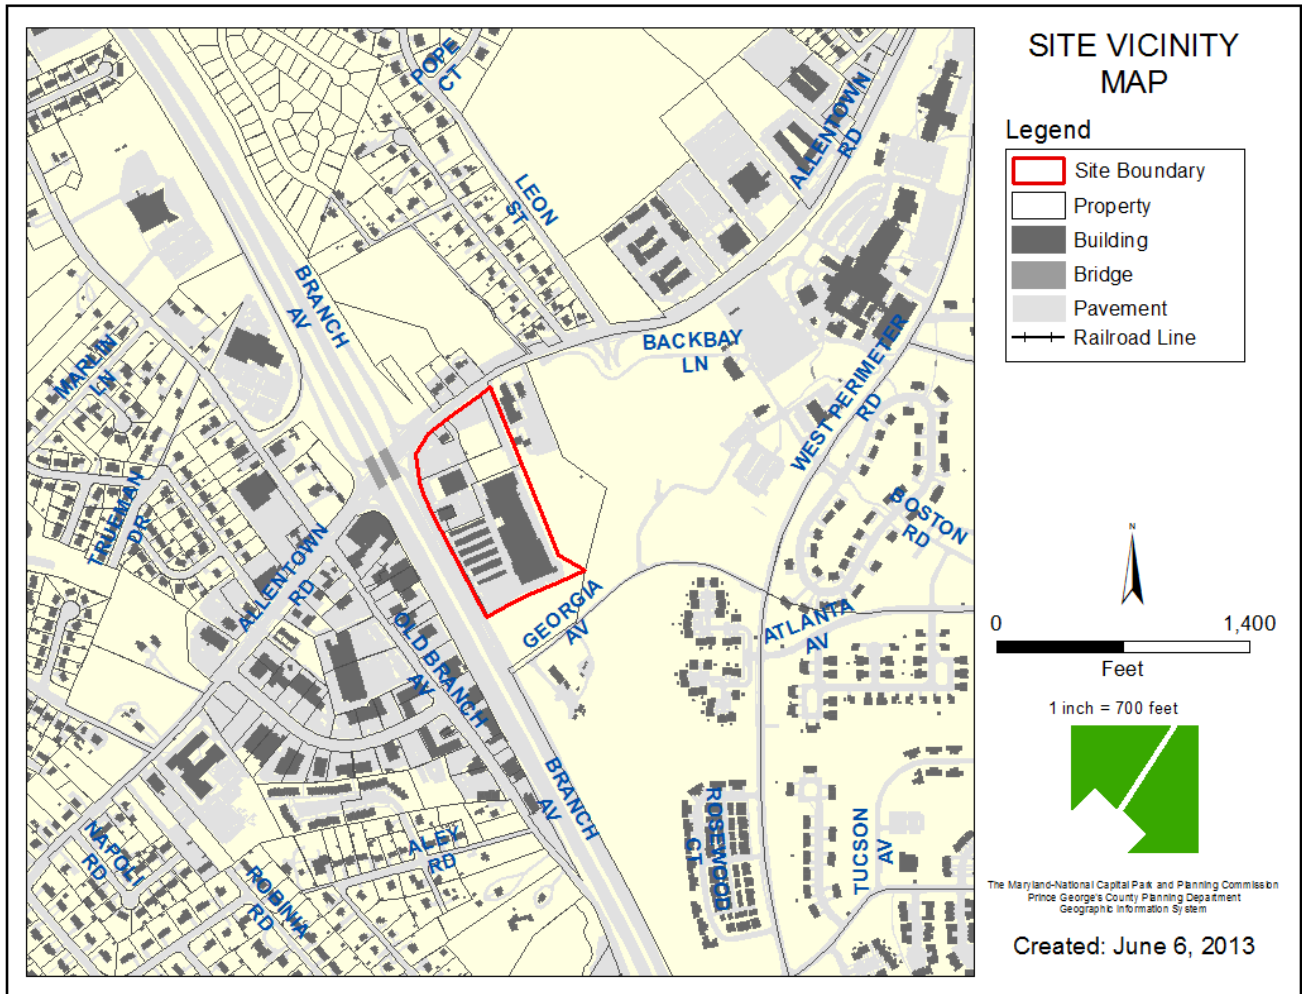 SITE VICINITY
MAP
Legend
Site Boundary
Property
Building
Bridge
Pavement
Railroad Line
N
0 1,400
Feet
1 inch = 700 feet
The Maryland-National Capital Park and Planning Commission
Prince George's County Planning Department
Geographic Information System
Created: June 6, 2013
POPE
CT
ALLENTOWN
RD
LEON
ST
BRANCH
AV
BACKBAY
LN
MARLIN
LN
WEST PERIMETER
RD
TRUEMAN
DR
BOSTON
RD
ALLENTOWN
RD
GEORGIA
AV
ATLANTA
AV
OLD BRANCH
AV
BRANCH
AV
ROSEWOOD
CT
TUCSON
AV
NAPOLI
RD
ALEY
RD
ROBINIA
RD